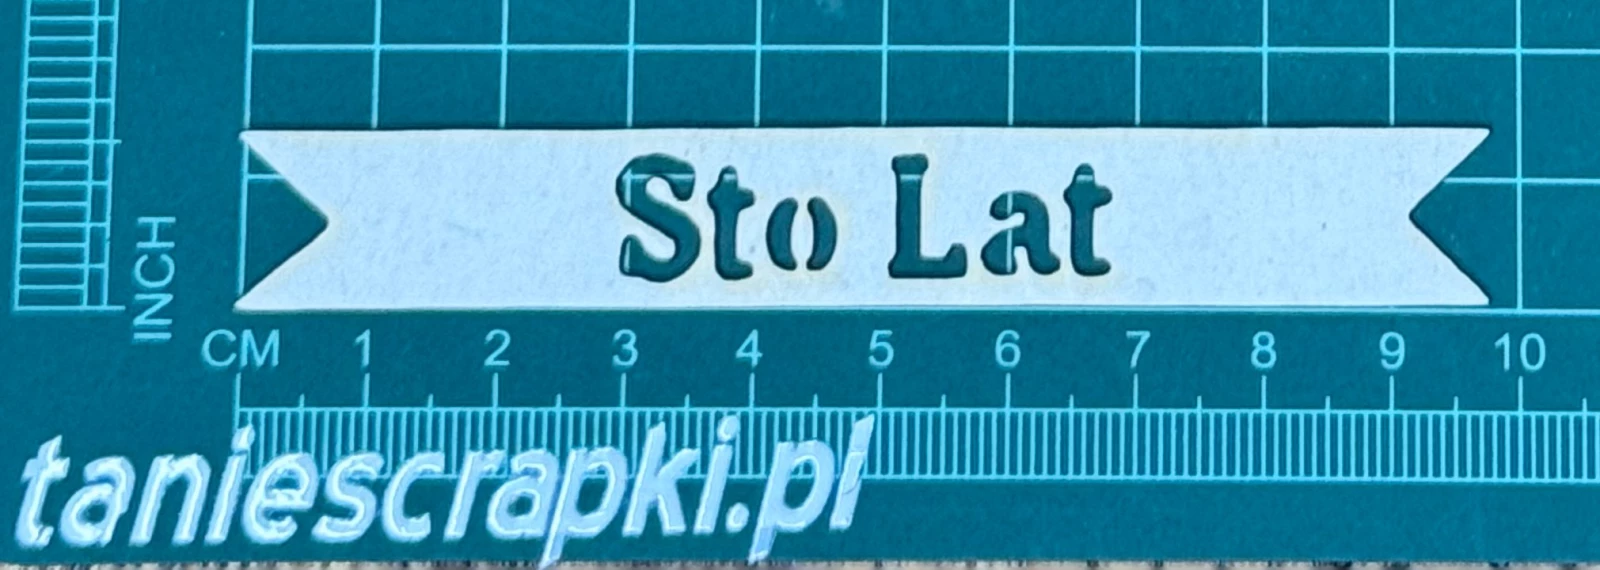 Sto Lat
INCH
CM 1 2 3 4 5 6 7 8 9 10
taniescrapki.pl